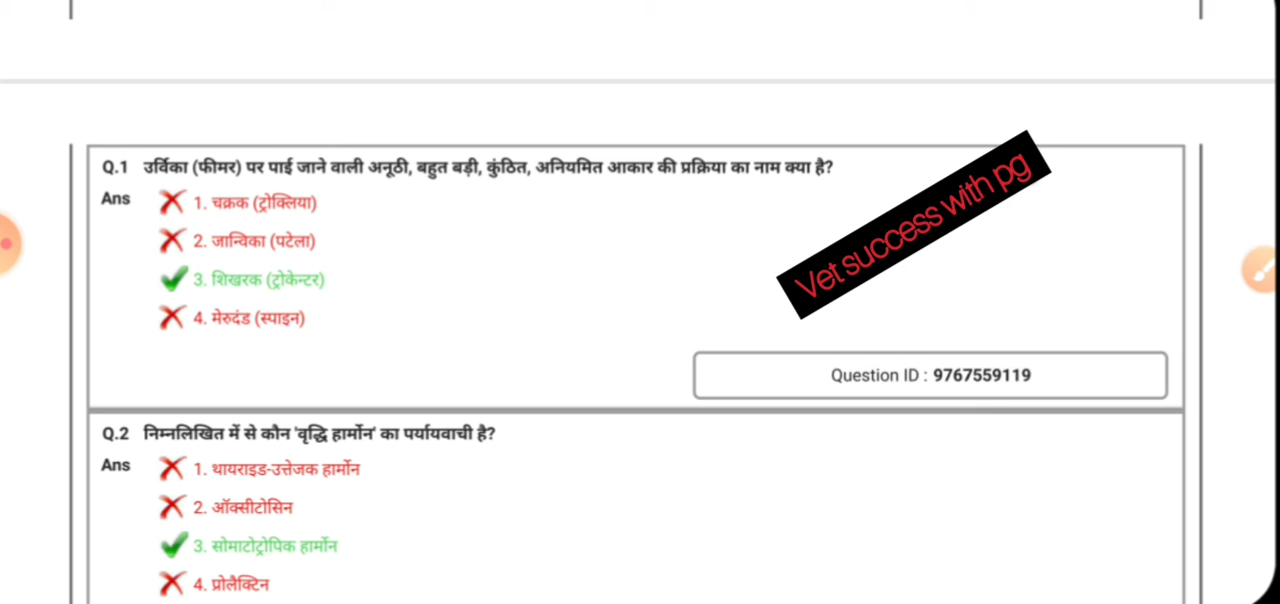 Q.1 उर्विका (फीमर) पर पाई जाने वाली अनूठी, बहुत बड़ी, कुंठित, अनियमित आकार की प्रक्रिया का नाम क्या है?
Ans 1. चक्रक (ट्रोक्लिया)
2. जान्विका (पटेला)
3. शिखरक (ट्रोकेन्टर)
4. मेरुदंड (स्पाइन)
Vet success with pg
Question ID : 9767559119
Q.2 निम्नलिखित में से कौन 'वृद्धि हार्मोन' का पर्यायवाची है?
Ans 1. थायराइड-उत्तेजक हार्मोन
2. ऑक्सीटोसिन
3. सोमाटोट्रोपिक हार्मोन
4. प्रोलैक्टिन